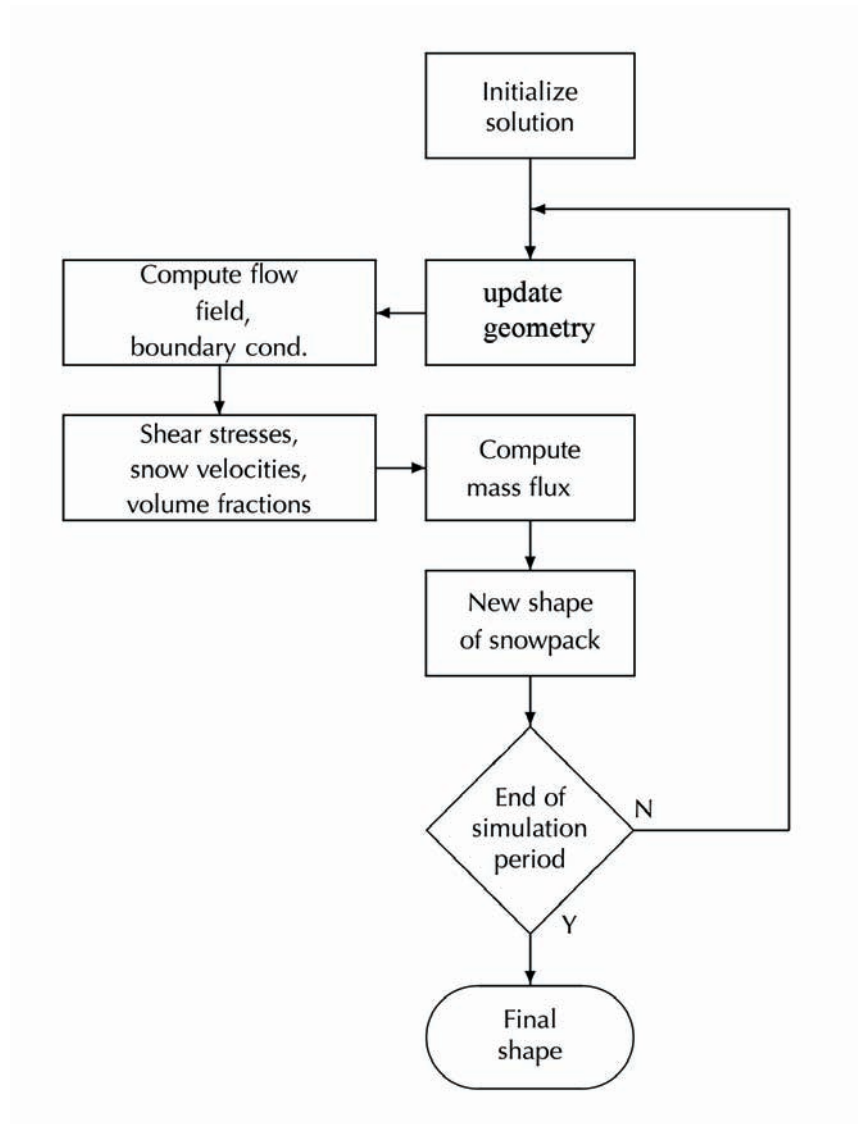 Initialize
solution
update
geometry
Compute flow
field,
boundary cond.
Shear stresses,
snow velocities,
volume fractions
Compute
mass flux
New shape
of snowpack
End of
simulation
period
N
Y
Final
shape